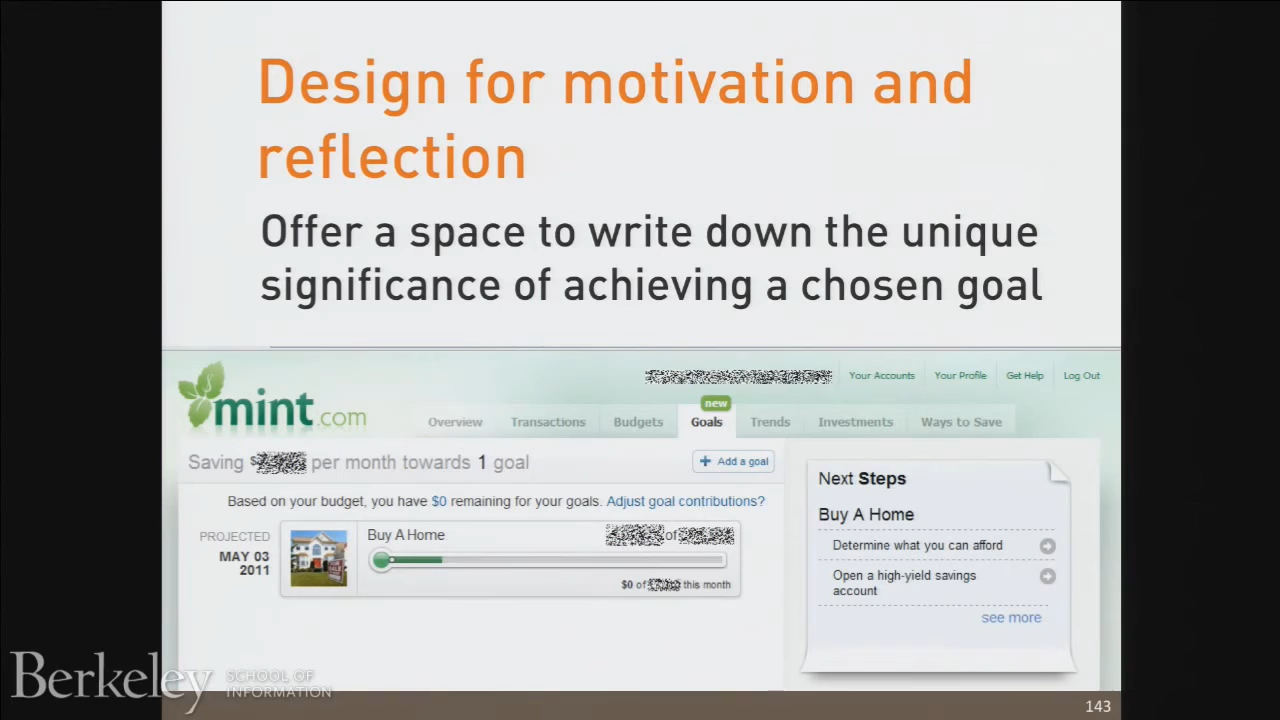 Design for motivation and
reflection
Offer a space to write down the unique
significance of achieving a chosen goal
mint.com
Your Accounts Your Profile Get Help Log Out
new
Overview Transactions Budgets Goals Trends Investments Ways to Save
Saving per month towards 1 goal
+ Add a goal
Based on your budget, you have $0 remaining for your goals. Adjust goal contributions?
PROJECTED
MAY 03
2011
Buy A Home of
$0 of this month
Next Steps
Buy A Home
Determine what you can afford
Open a high-yield savings
account
see more
Berkeley SCHOOL OF
INFORMATION
143